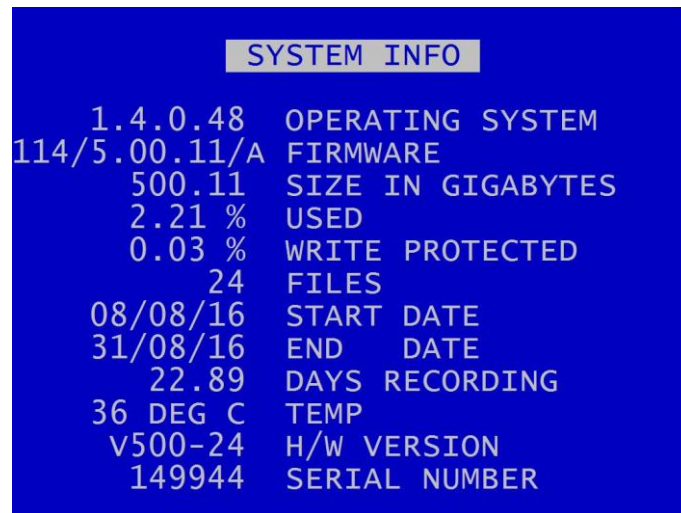 SYSTEM INFO
1.4.0.48 OPERATING SYSTEM
114/5.00.11/A FIRMWARE
500.11 SIZE IN GIGABYTES
2.21 % USED
0.03 % WRITE PROTECTED
24 FILES
08/08/16 START DATE
31/08/16 END DATE
22.89 DAYS RECORDING
36 DEG C TEMP
V500-24 H/W VERSION
149944 SERIAL NUMBER